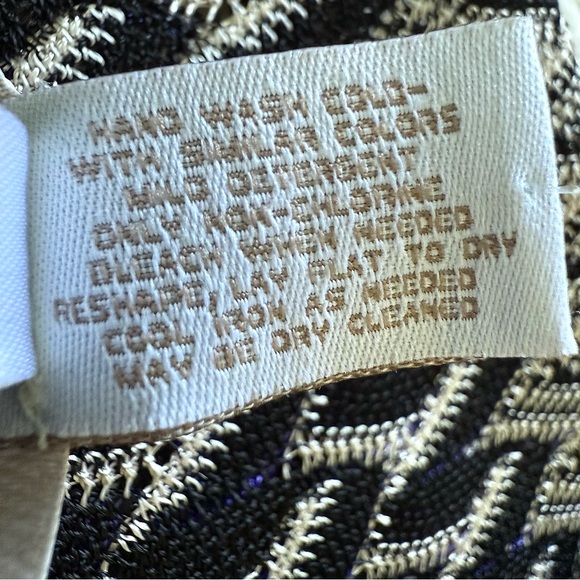 HAND WASH COLD-
WITH SIMILAR COLORS
MILD DETERGENT
ONLY NON-CHLORINE
BLEACH WHEN NEEDED
RESHAPE, LAY FLAT TO DRY
COOL IRON AS NEEDED
MAY BE DRY CLEANED